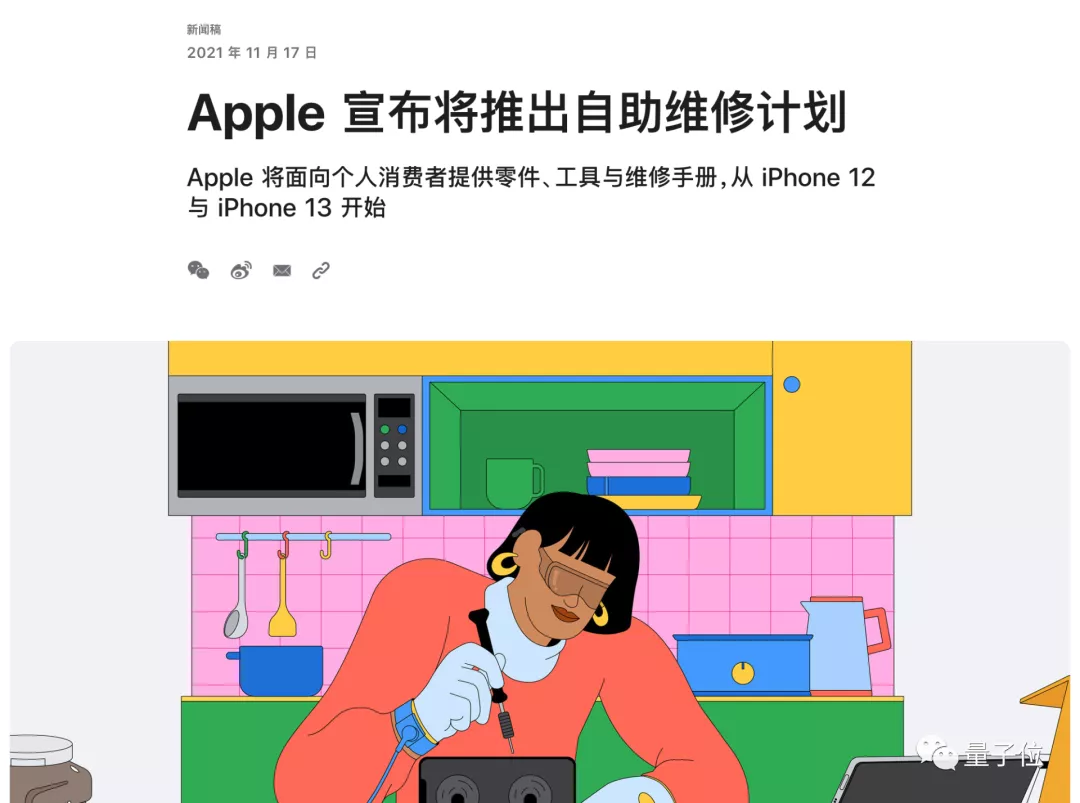 新闻稿
2021 年 11 月 17 日
Apple 宣布将推出自助维修计划
Apple 将面向个人消费者提供零件、工具与维修手册，从 iPhone 12
与 iPhone 13 开始
量子位